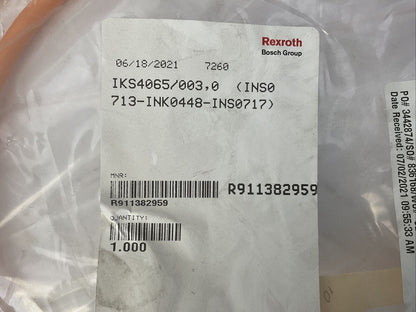 Rexroth
Bosch Group
06/18/2021 7260
IKS4065/003,0 (INS0
713-INK0448-INS0717)
MNR:
R911382959
R911382959
QUANTITY:
1.000
Date Received: 07/02/2021 09:55:33 AM
01